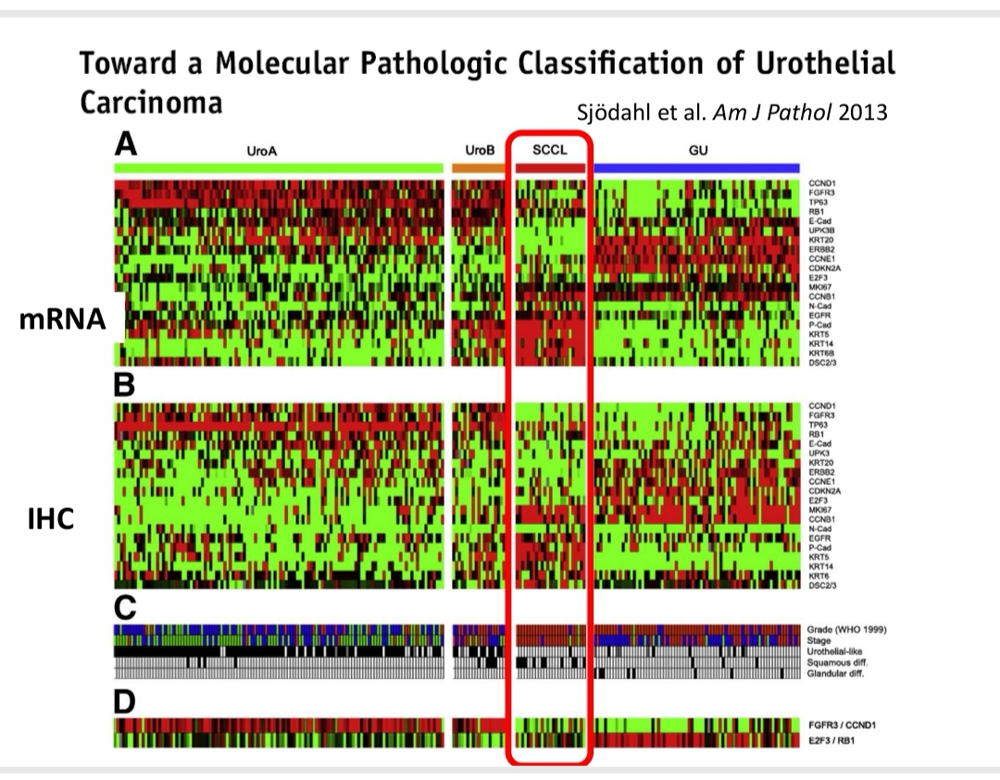 Toward a Molecular Pathologic Classification of Urothelial
Carcinoma
Sjödahl et al. Am J Pathol 2013
A
UroA
UroB
SCCL
GU
mRNA
CCND1
FGFR3
TP63
RB1
E-Cad
UPK3B
KRT20
ERBB2
CCNE1
CDKN2A
E2F3
MKI67
CCNB1
N-Cad
EGFR
P-Cad
KRT5
KRT14
KRT6B
DSC2/3
B
IHC
CCND1
FGFR3
TP63
RB1
E-Cad
UPK3
KRT20
ERBB2
CCNE1
CDKN2A
E2F3
MKI67
CCNB1
N-Cad
EGFR
P-Cad
KRT5
KRT14
KRT6
DSC2/3
C
Grade (WHO 1999)
Stage
Urothelial-like
Squamous diff.
Glandular diff.
D
FGFR3 / CCND1
E2F3 / RB1